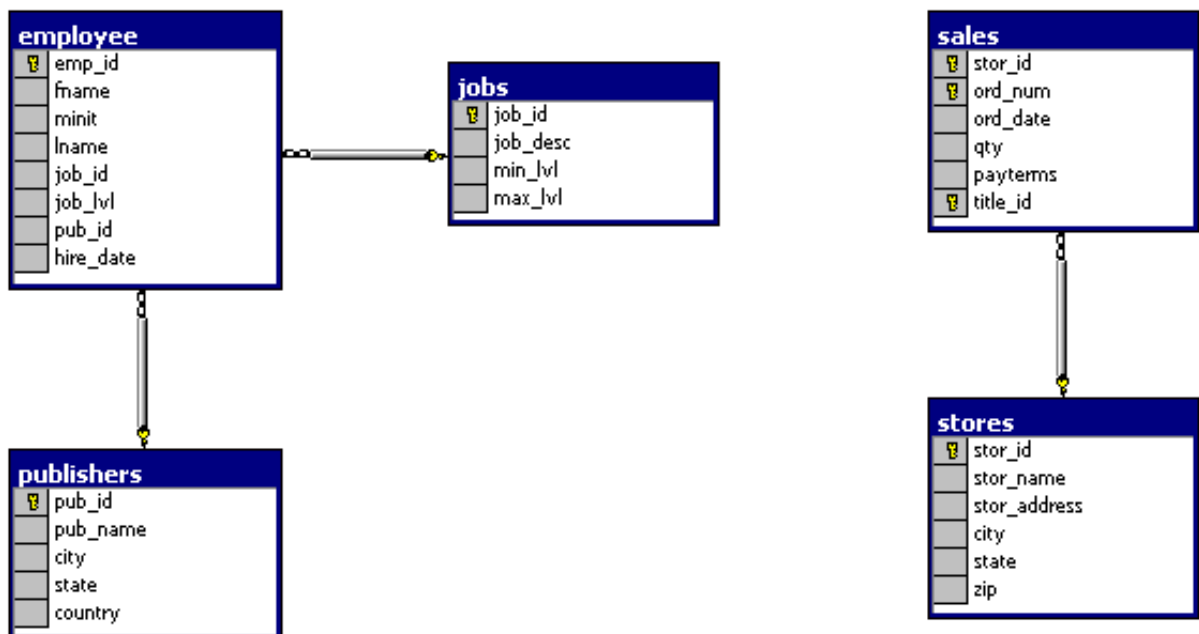 employee
emp_id
fname
minit
lname
job_id
job_lvl
pub_id
hire_date
jobs
job_id
job_desc
min_lvl
max_lvl
sales
stor_id
ord_num
ord_date
qty
payterms
title_id
publishers
pub_id
pub_name
city
state
country
stores
stor_id
stor_name
stor_address
city
state
zip